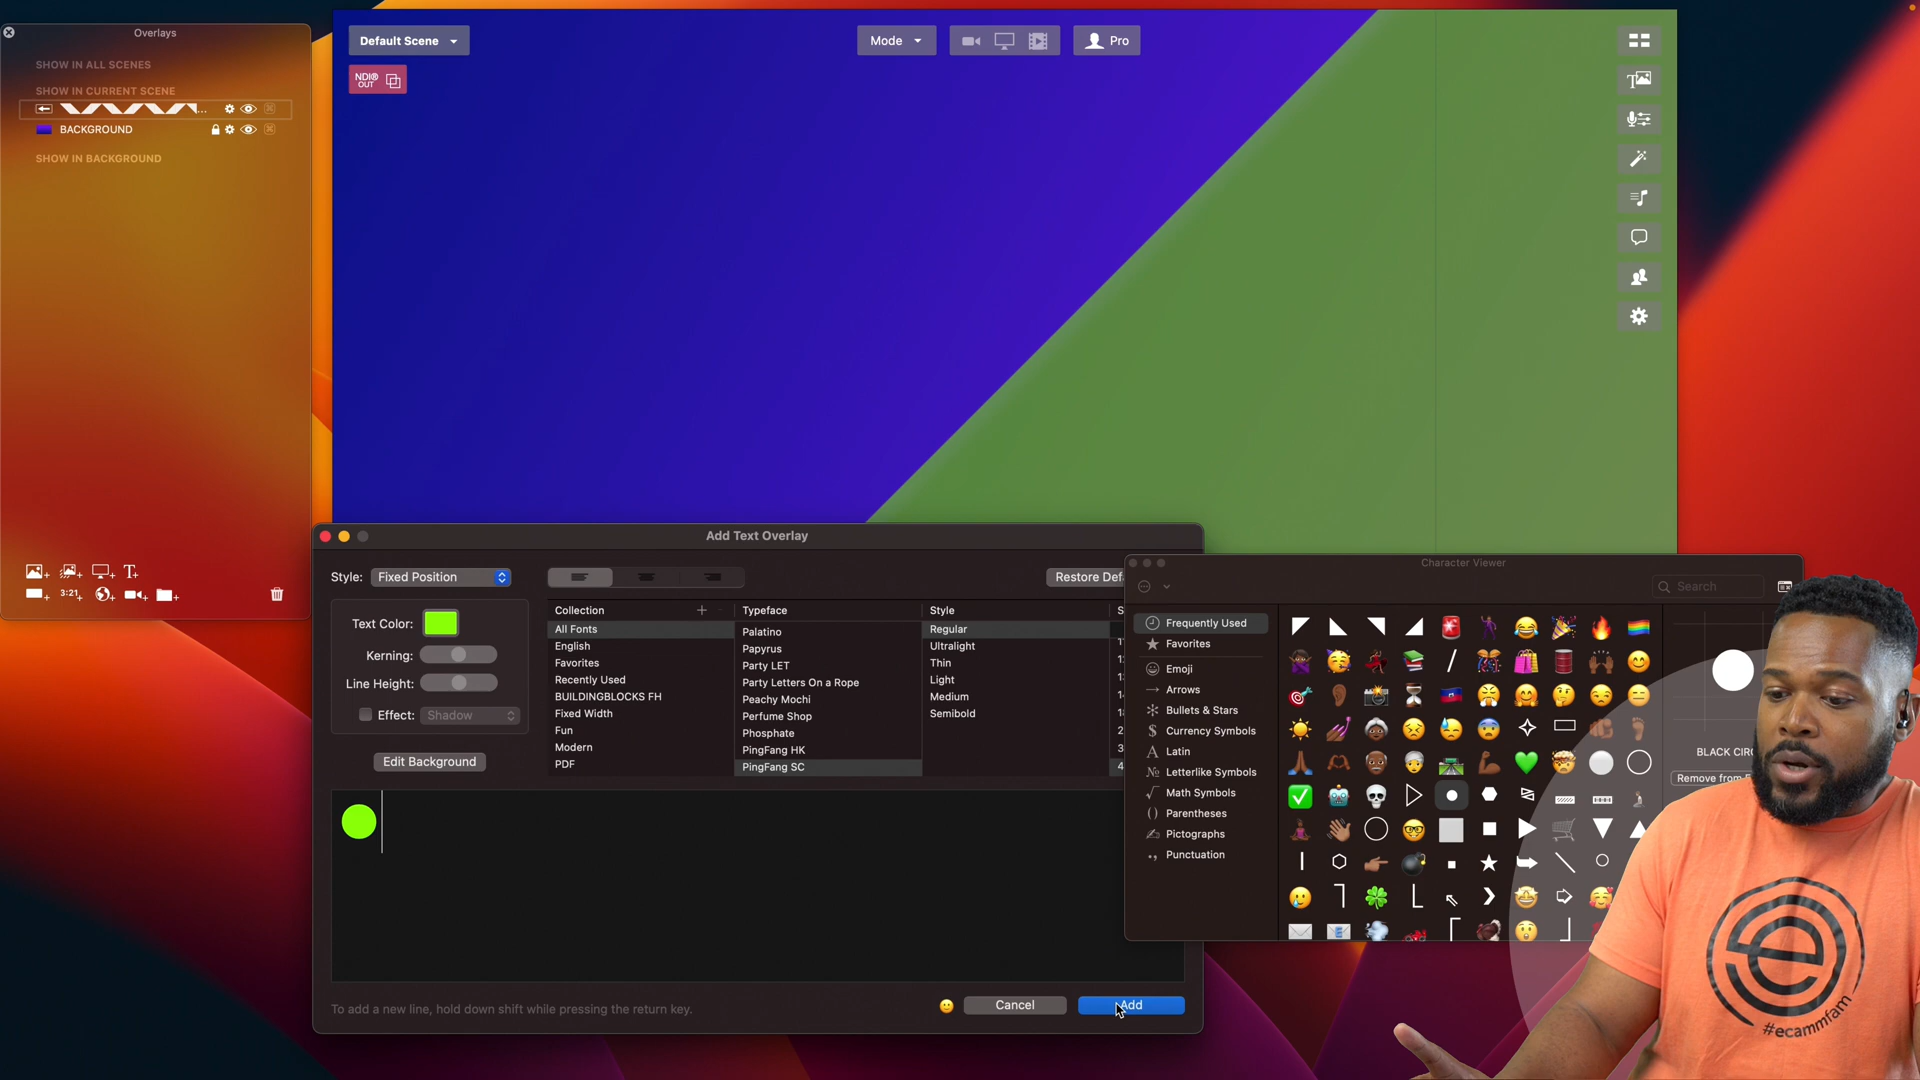 Overlays
SHOW IN ALL SCENES
SHOW IN CURRENT SCENE
...
BACKGROUND
SHOW IN BACKGROUND
3:21+
Default Scene
NDI®
OUT
Mode
Pro
Add Text Overlay
Style: Fixed Position
Restore Def
Text Color:
Kerning:
Line Height:
Effect: Shadow
Edit Background
Collection
All Fonts
English
Favorites
Recently Used
BUILDINGBLOCKS FH
Fixed Width
Fun
Modern
PDF
Typeface
Palatino
Papyrus
Party LET
Party Letters On a Rope
Peachy Mochi
Perfume Shop
Phosphate
PingFang HK
PingFang SC
Style
Regular
Ultralight
Thin
Light
Medium
Semibold
S
To add a new line, hold down shift while pressing the return key.
Cancel
Add
Character Viewer
Search
Frequently Used
Favorites
Emoji
Arrows
Bullets & Stars
Currency Symbols
Latin
Letterlike Symbols
Math Symbols
Parentheses
Pictographs
Punctuation
BLACK CIRC
Remove from F
#ecammfam